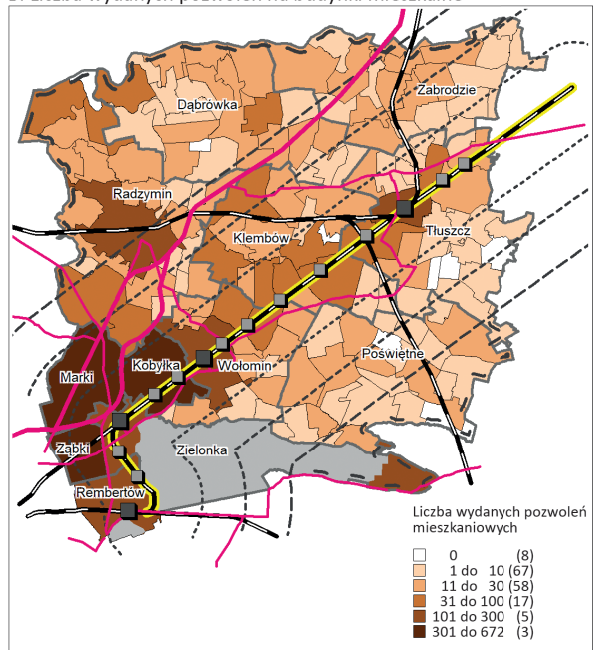 Dąbrówka
Zabrodzie
Radzymin
Klembów
Tłuszcz
Poświętne
Marki
Kobyłka
Wołomin
Ząbki
Zielonka
Rembertów
Liczba wydanych pozwoleń
mieszkaniowych
0 (8)
1 do 10 (67)
11 do 30 (58)
31 do 100 (17)
101 do 300 (5)
301 do 672 (3)